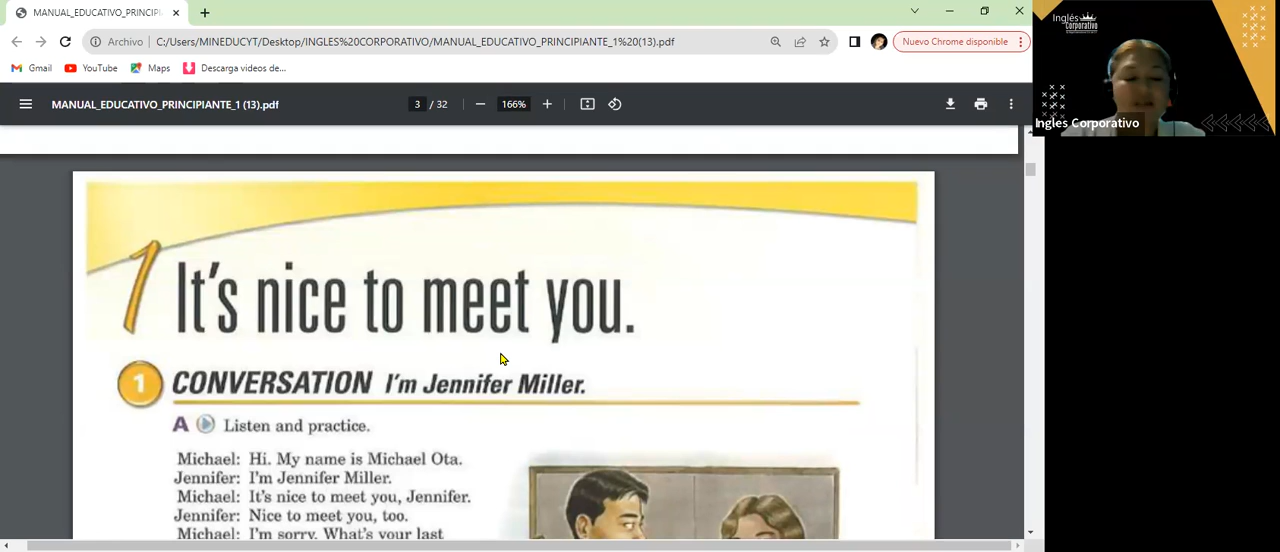 MANUAL_EDUCATIVO_PRINCIPI
Archivo
C:/Users/MINEDUCYT/Desktop/INGLES%20CORPORATIVO/MANUAL_EDUCATIVO_PRINCIPIANTE_1%20(13).pdf
Nuevo Chrome disponible
Gmail
YouTube
Maps
Descarga videos de...
MANUAL_EDUCATIVO_PRINCIPIANTE_1 (13).pdf
3 / 32
166%
Inglés
Corporativo
Ingles Corporativo
1 It's nice to meet you.
1 CONVERSATION I'm Jennifer Miller.
A Listen and practice.
Michael: Hi. My name is Michael Ota.
Jennifer: I'm Jennifer Miller.
Michael: It's nice to meet you, Jennifer.
Jennifer: Nice to meet you, too.
Michael: I'm sorry. What's your last